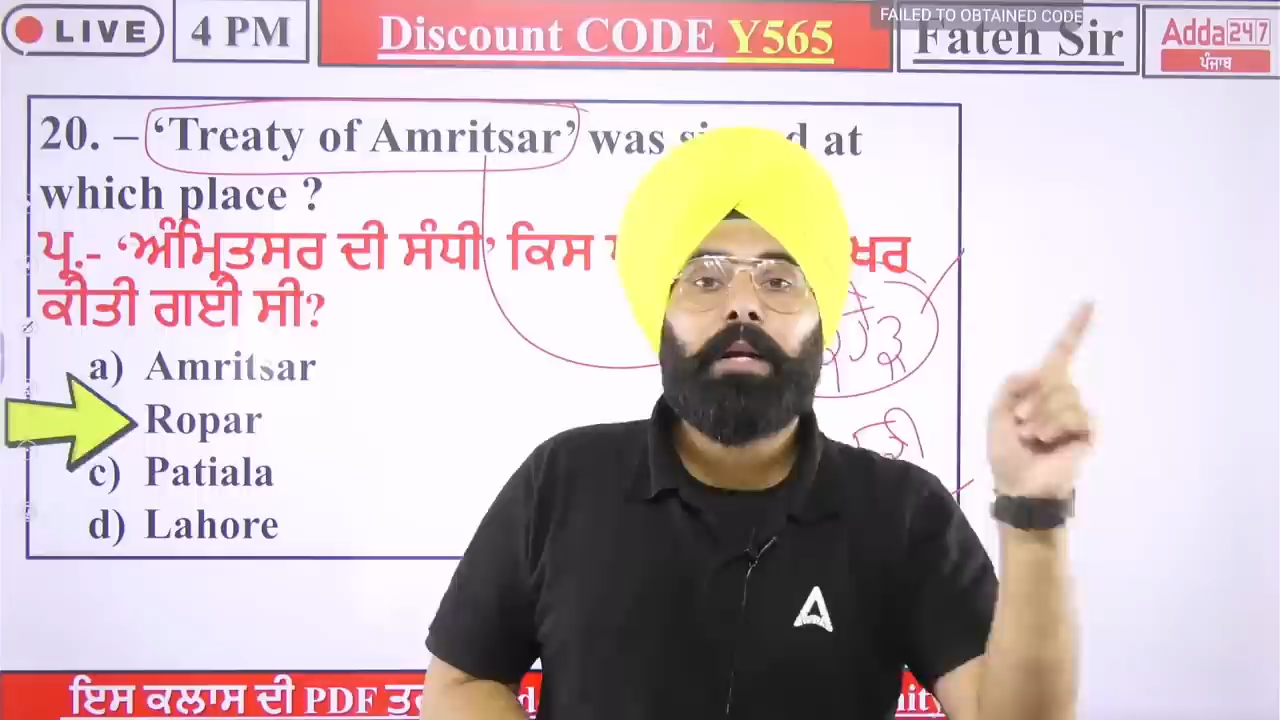 LIVE
4 PM
Discount CODE Y565
FAILED TO OBTAINED CODE
Fateh Sir
Adda247
ਪੰਜਾਬ
20. – ‘Treaty of Amritsar’ was at
which place ?
ਪ੍ਰ.- ‘ਅੰਮ੍ਰਿਤਸਰ ਦੀ ਸੰਧੀ’ ਕਿਸ
ਕੀਤੀ ਗਈ ਸੀ?
a) Amritsar
Ropar
c) Patiala
d) Lahore
ਇਸ ਕਲਾਸ ਦੀ PDF